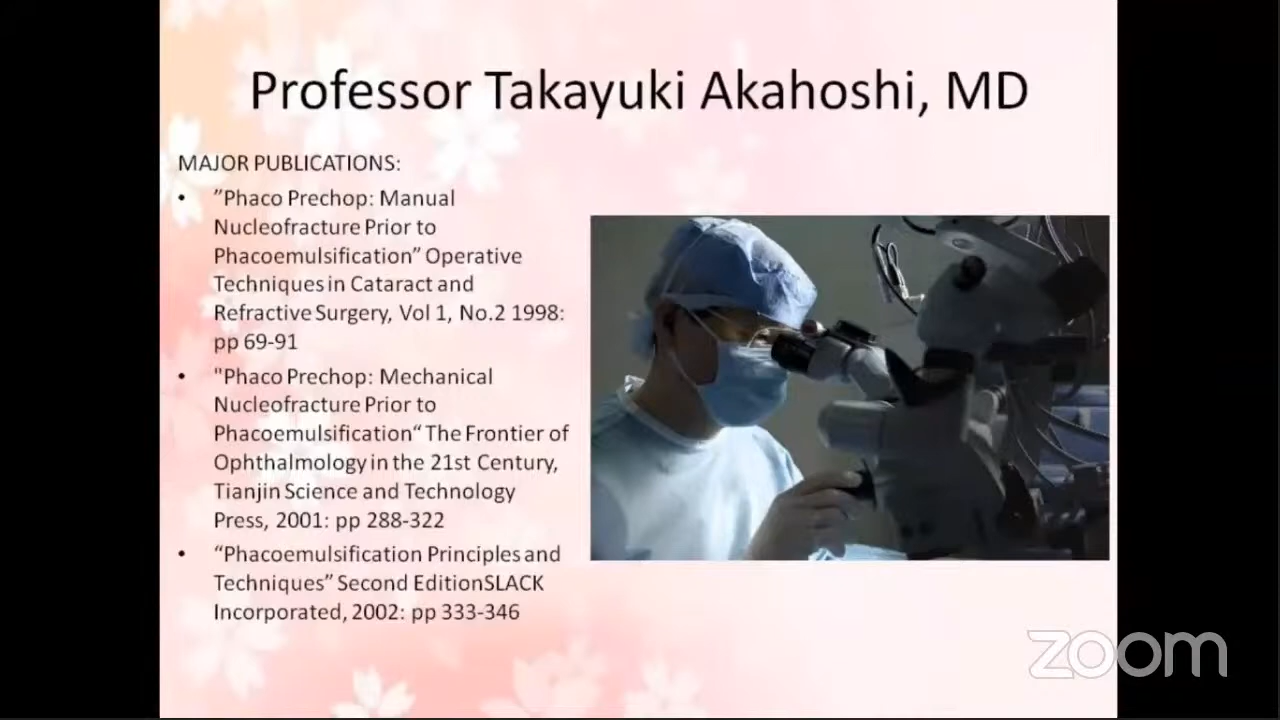 Professor Takayuki Akahoshi, MD
MAJOR PUBLICATIONS:
• ”Phaco Prechop: Manual
Nucleofracture Prior to
Phacoemulsification” Operative
Techniques in Cataract and
Refractive Surgery, Vol 1, No.2 1998:
pp 69-91
• "Phaco Prechop: Mechanical
Nucleofracture Prior to
Phacoemulsification“ The Frontier of
Ophthalmology in the 21st Century,
Tianjin Science and Technology
Press, 2001: pp 288-322
• “Phacoemulsification Principles and
Techniques” Second EditionSLACK
Incorporated, 2002: pp 333-346
zoom